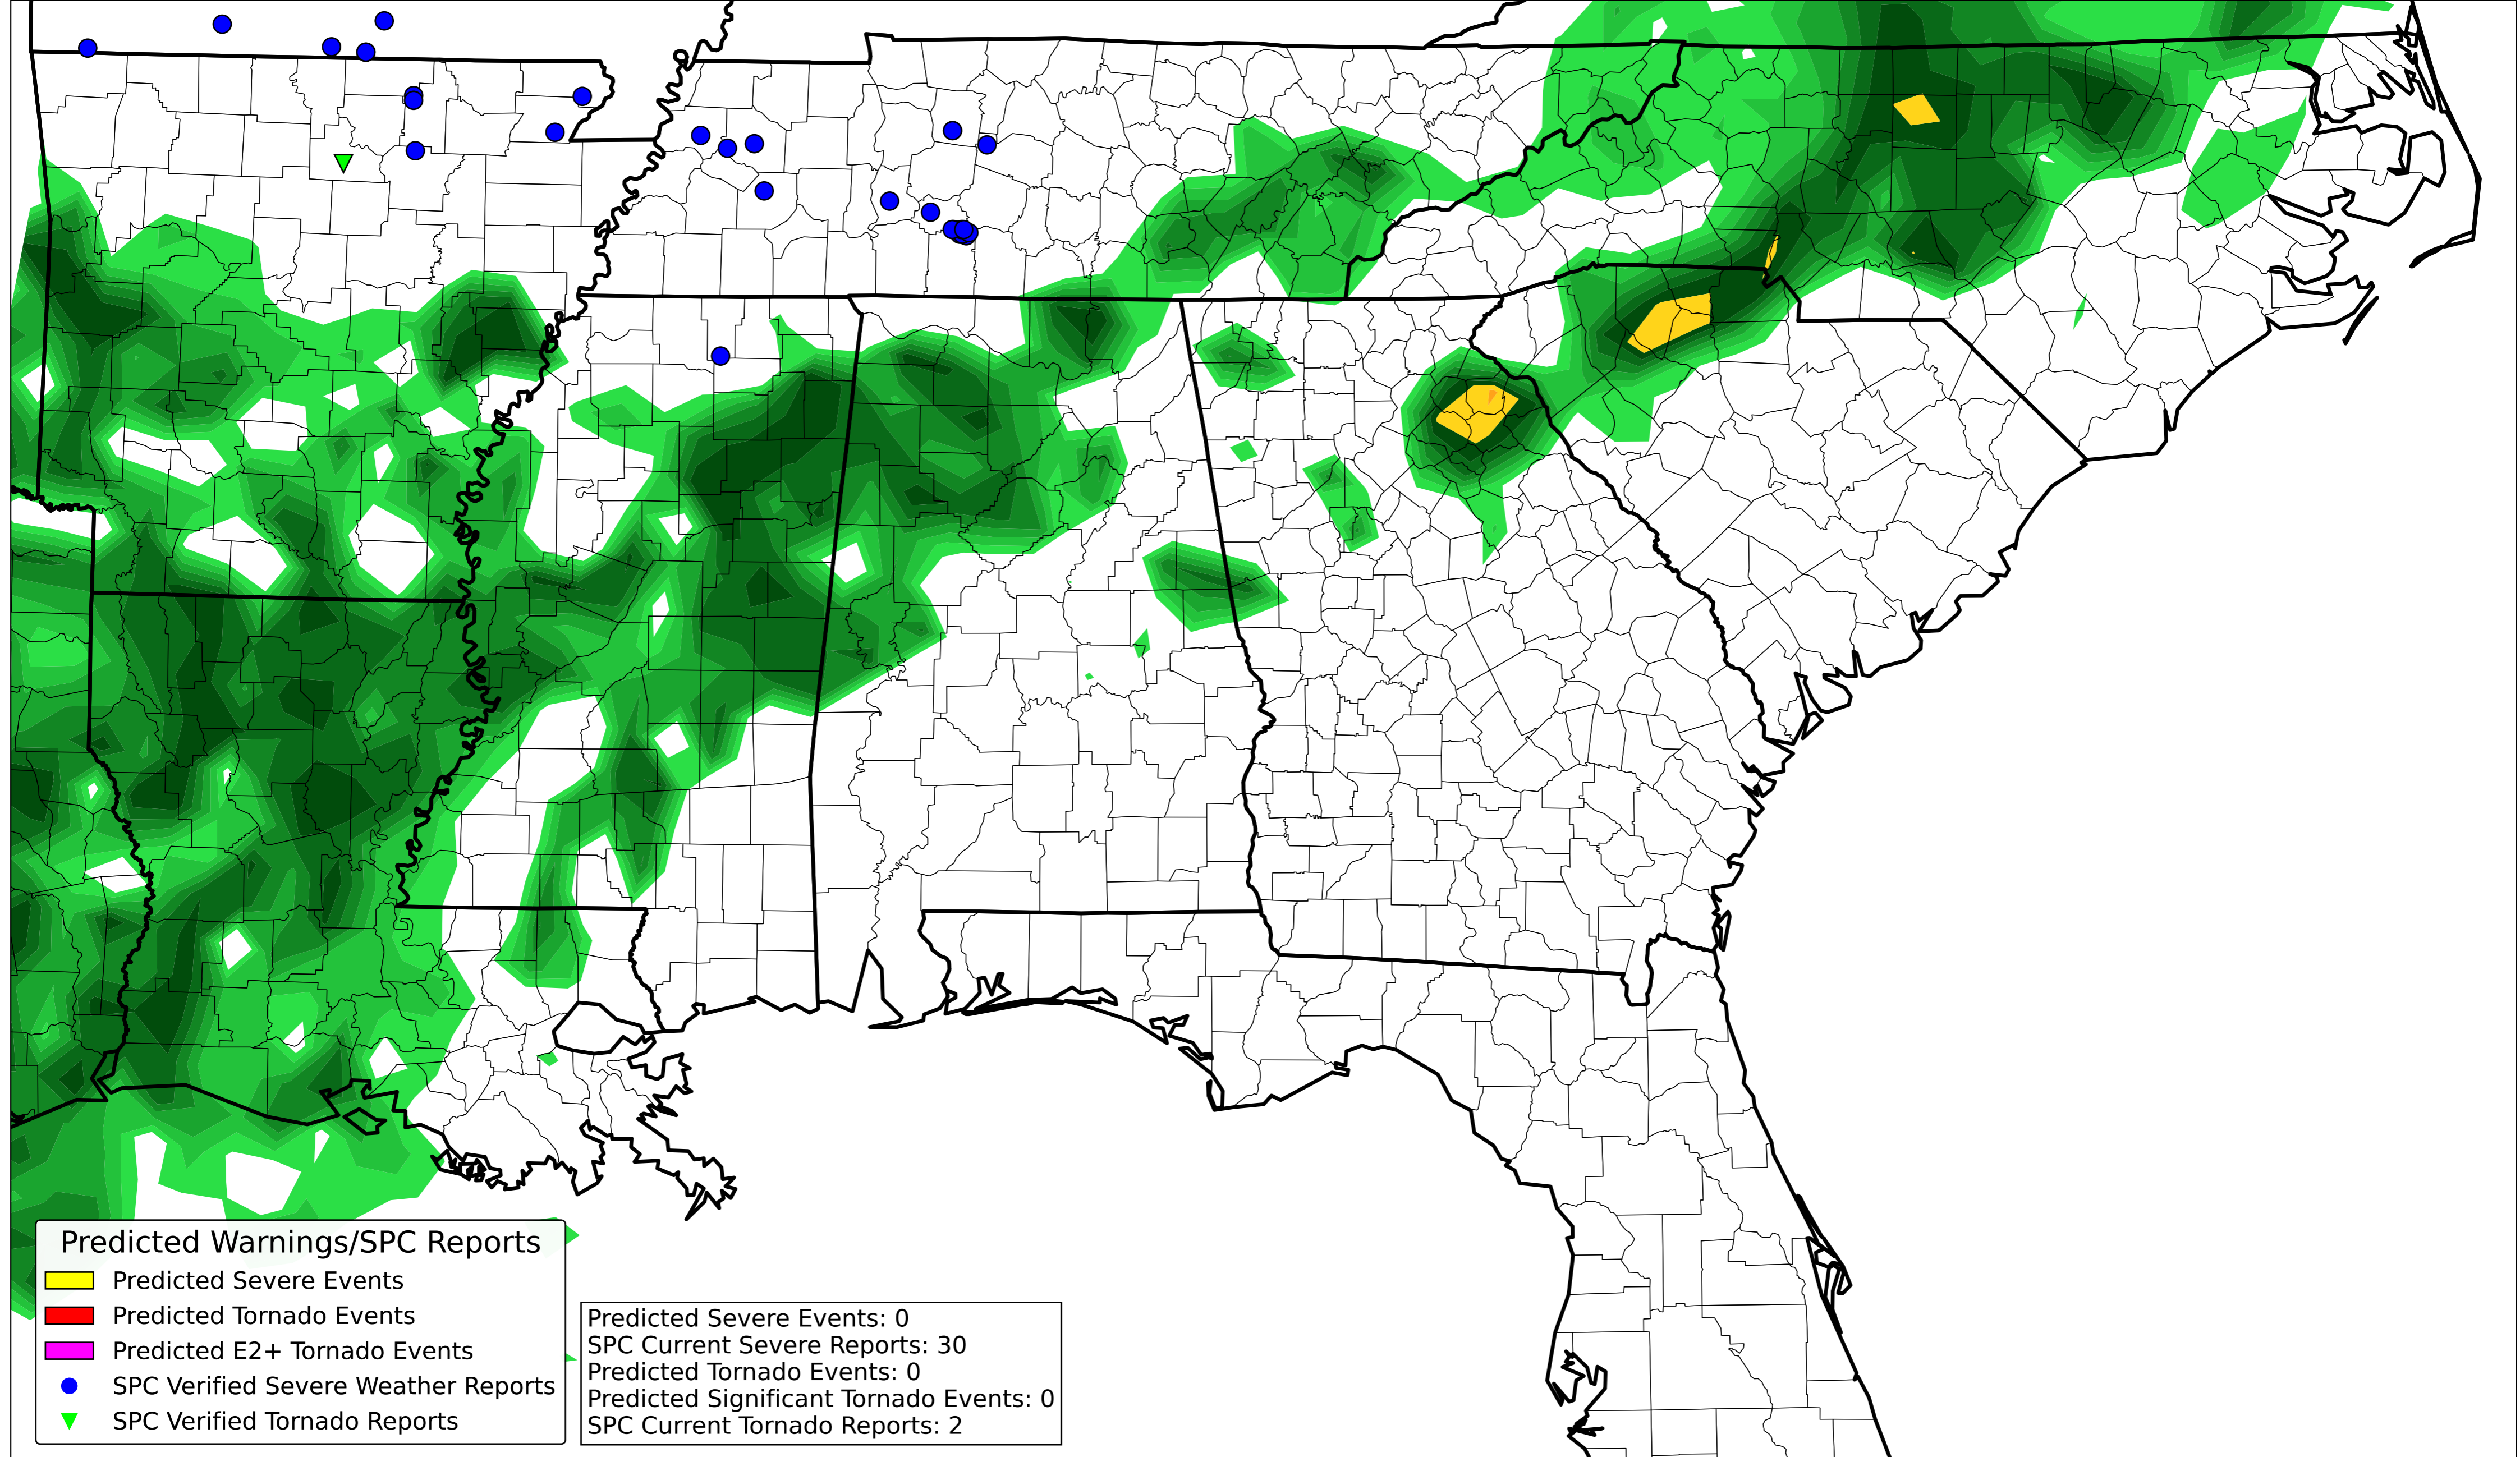 Predicted Warnings/SPC Reports
Predicted Severe Events
Predicted Tornado Events
Predicted E2+ Tornado Events
SPC Verified Severe Weather Reports
SPC Verified Tornado Reports
Predicted Severe Events: 0
SPC Current Severe Reports: 30
Predicted Tornado Events: 0
Predicted Significant Tornado Events: 0
SPC Current Tornado Reports: 2